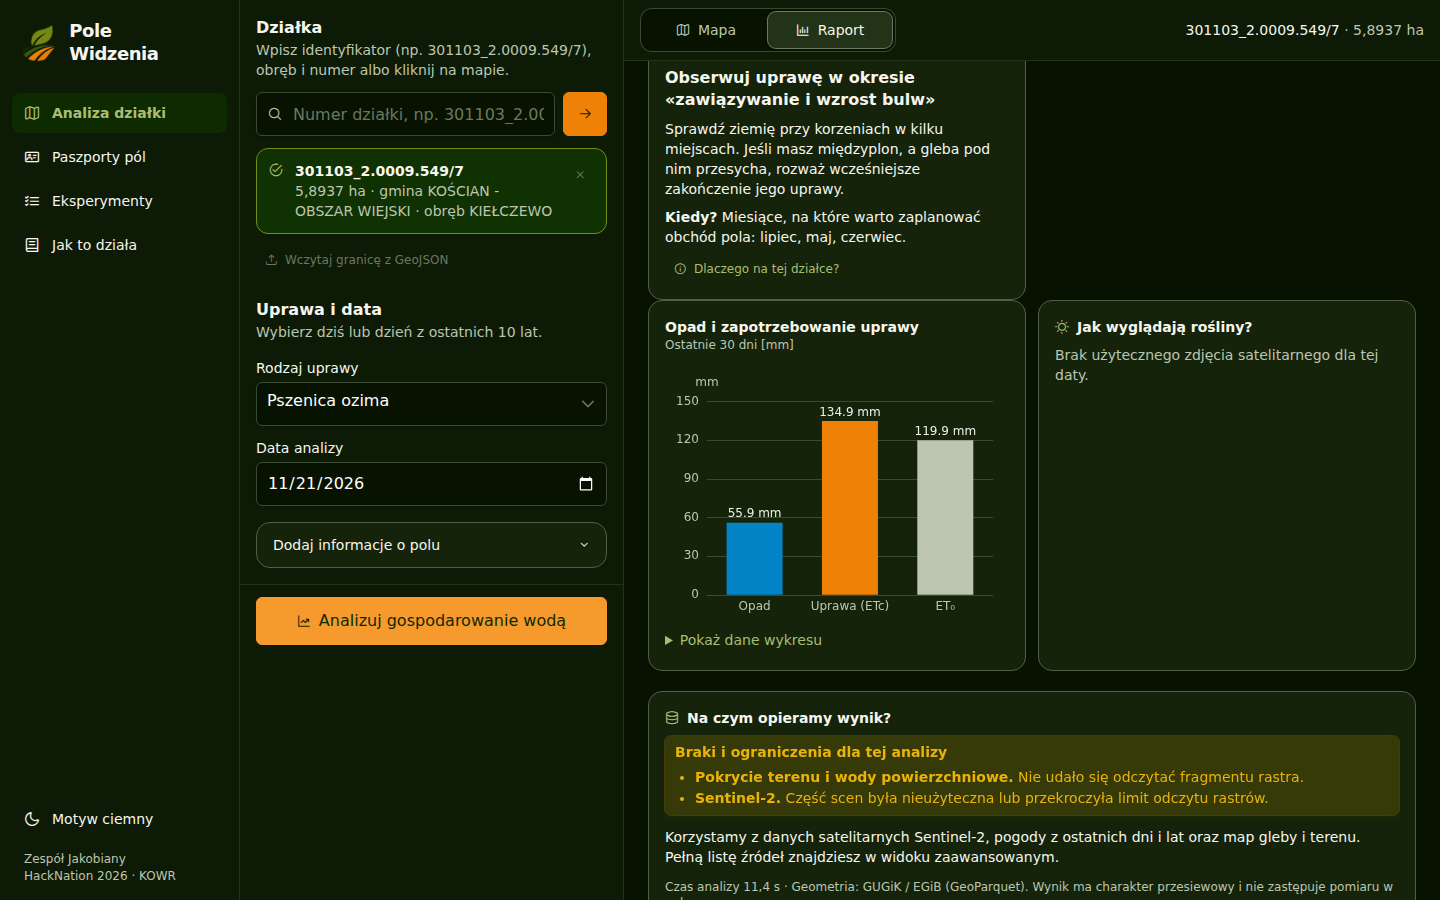 Pole
Widzenia
Analiza działki
Paszporty pól
Eksperymenty
Jak to działa
Motyw ciemny
Zespół Jakobiany
HackNation 2026 · KOWR
Działka
Wpisz identyfikator (np. 301103_2.0009.549/7),
obręb i numer albo kliknij na mapie.
Numer działki, np. 301103_2.00
301103_2.0009.549/7
5,8937 ha · gmina KOŚCIAN -
OBSZAR WIEJSKI · obręb KIEŁCZEWO
Wczytaj granicę z GeoJSON
Uprawa i data
Wybierz dziś lub dzień z ostatnich 10 lat.
Rodzaj uprawy
Pszenica ozima
Data analizy
11/21/2026
Dodaj informacje o polu
Analizuj gospodarowanie wodą
Mapa
Raport
301103_2.0009.549/7 · 5,8937 ha
Obserwuj uprawę w okresie
«zawiązywanie i wzrost bulw»
Sprawdź ziemię przy korzeniach w kilku
miejscach. Jeśli masz międzyplon, a gleba pod
nim przesycha, rozważ wcześniejsze
zakończenie jego uprawy.
Kiedy? Miesiące, na które warto zaplanować
obchód pola: lipiec, maj, czerwiec.
Dlaczego na tej działce?
Opad i zapotrzebowanie uprawy
Ostatnie 30 dni [mm]
mm
150
120
90
60
30
0
55.9 mm
134.9 mm
119.9 mm
Opad
Uprawa (ETc)
ET₀
Pokaż dane wykresu
Jak wyglądają rośliny?
Brak użytecznego zdjęcia satelitarnego dla tej
daty.
Na czym opieramy wynik?
Braki i ograniczenia dla tej analizy
• Pokrycie terenu i wody powierzchniowe. Nie udało się odczytać fragmentu rastra.
• Sentinel-2. Część scen była nieużyteczna lub przekroczyła limit odczytu rastrów.
Korzystamy z danych satelitarnych Sentinel-2, pogody z ostatnich dni i lat oraz map gleby i terenu.
Pełną listę źródeł znajdziesz w widoku zaawansowanym.
Czas analizy 11,4 s · Geometria: GUGiK / EGiB (GeoParquet). Wynik ma charakter przesiewowy i nie zastępuje pomiaru w